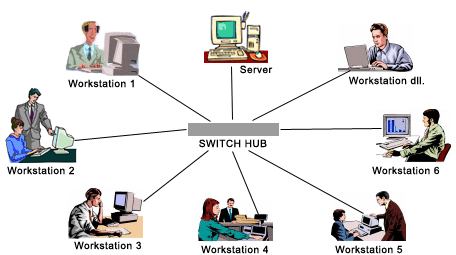 Workstation 1
Server
Workstation dll.
SWITCH HUB
Workstation 2
Workstation 6
Workstation 3
Workstation 4
Workstation 5